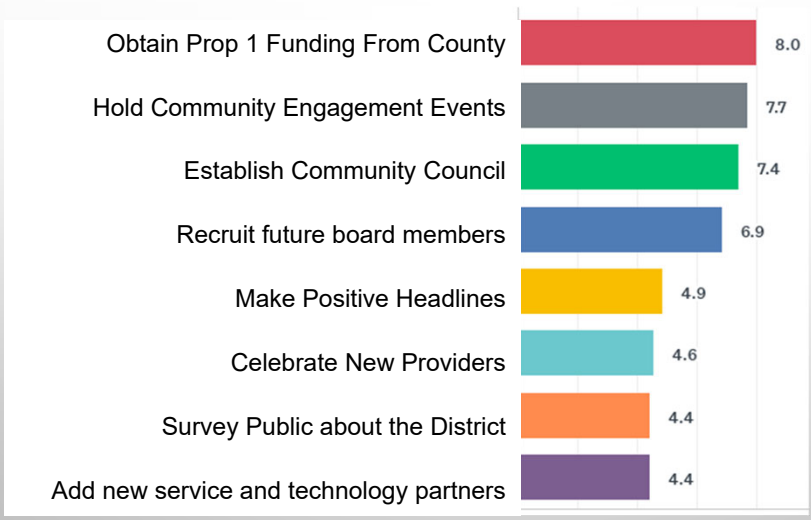 Obtain Prop 1 Funding From County 8.0
Hold Community Engagement Events 7.7
Establish Community Council 7.4
Recruit future board members 6.9
Make Positive Headlines 4.9
Celebrate New Providers 4.6
Survey Public about the District 4.4
Add new service and technology partners 4.4